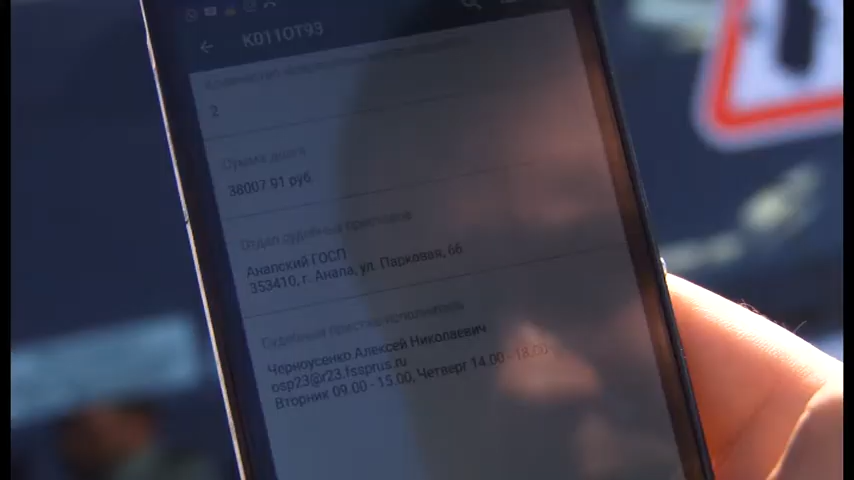 К011ОТ93
2
Сумма долга
38007.91 руб.
Отдел судебных приставов
Анапский ГОСП
353410, г. Анапа, ул. Парковая, 66
Судебный пристав-исполнитель
Черноусенко Алексей Николаевич
osp23@r23.fssprus.ru
Вторник 09.00 - 15.00, Четверг 14.00 - 18.00